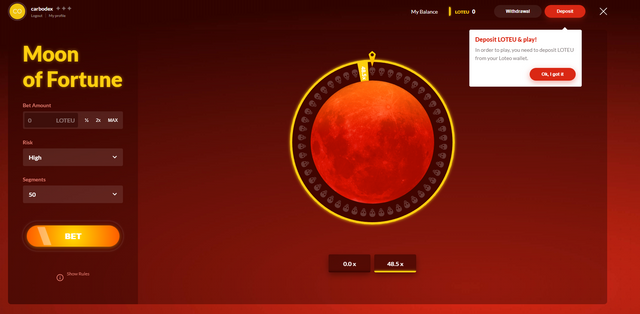 carbodex
Logout
My profile
My Balance
LOTEU 0
Withdrawal
Deposit
Deposit LOTEU & play!
In order to play, you need to deposit LOTEU
from your Loteo wallet.
Ok, I got it
Moon
of Fortune
Bet Amount
0 LOTEU ½ 2x MAX
Risk
High
Segments
50
BET
Show Rules
0.0 x
48.5 x